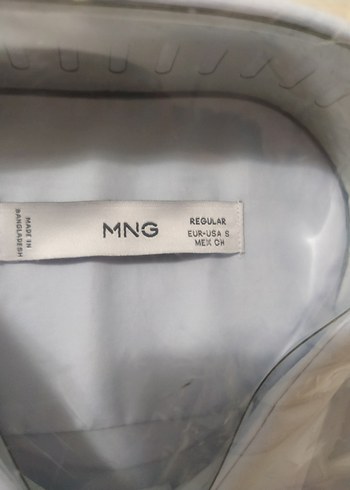 MADE IN
BANGLADESH
MNG
REGULAR
EUR-USA S
MEX CH